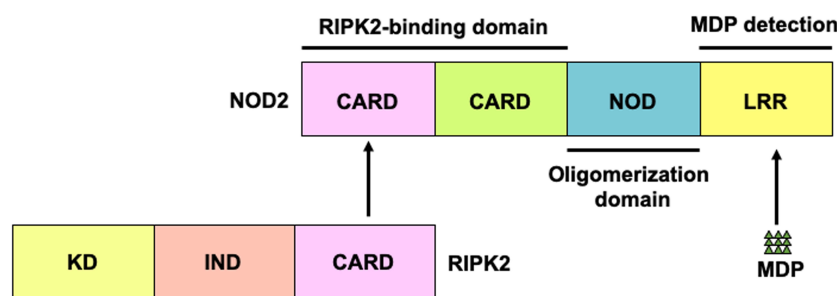 RIPK2-binding domain
MDP detection
NOD2
CARD
CARD
NOD
LRR
Oligomerization
domain
KD
IND
CARD
RIPK2
MDP